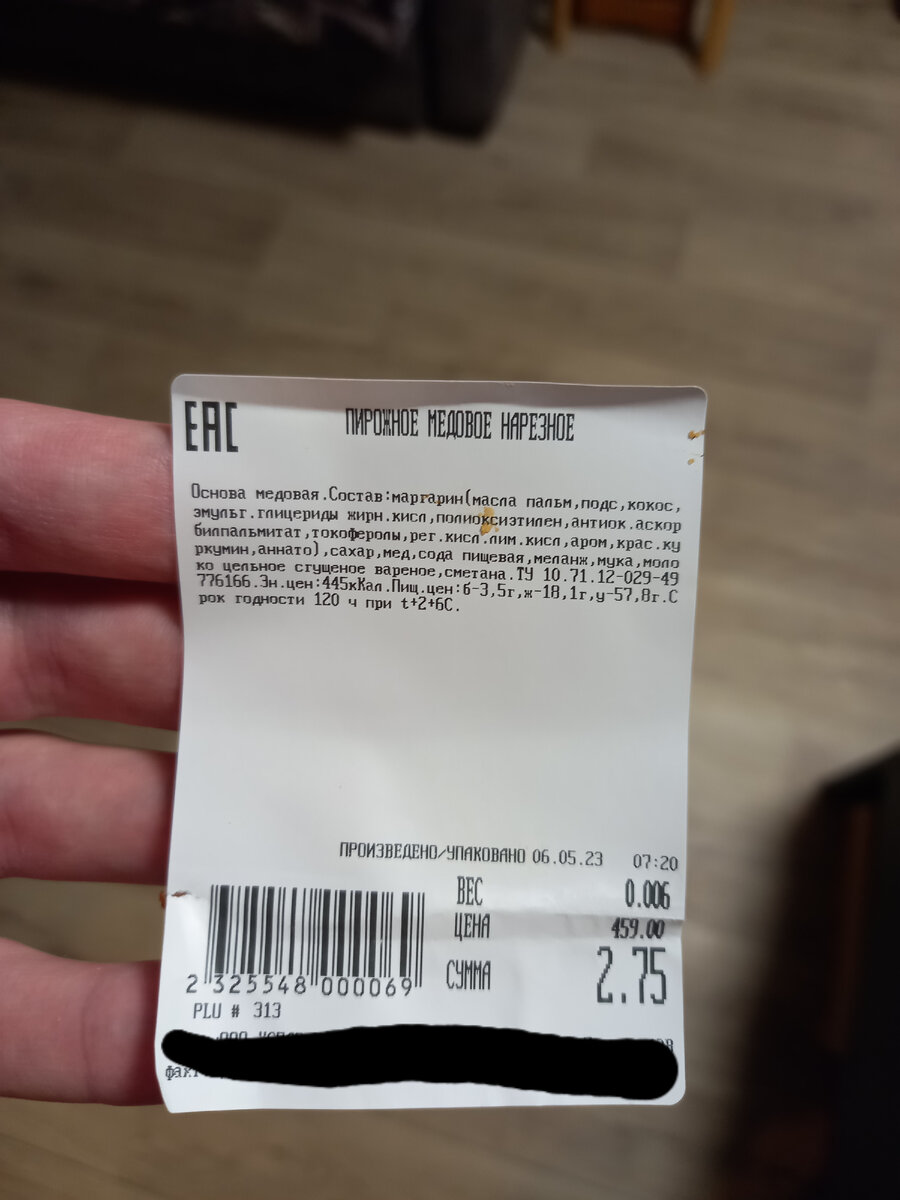 EAC
ПИРОЖНОЕ МЕДОВОЕ НАРЕЗНОЕ
Основа медовая.Состав:маргарин(масла пальм,подс,кокос,
эмульг.глицериды жирн.кисл,полиоксиэтилен,антиок.аскор
билпальмитат,токоферолы,рег.кисл.лим.кисл,аром,крас.ку
ркумин,аннато),сахар,мед,сода пищевая,меланж,мука,моло
ко цельное сгущеное вареное,сметана.ТУ 10.71.12-029-49
776166.Эн.цен:445кКал.Пищ.цен:б-3,5г,ж-18,1г,у-57,8г.С
рок годности 120 ч при t+2+6С.
ПРОИЗВЕДЕНО/УПАКОВАНО 06.05.23 07:20
ВЕС 0.006
ЦЕНА 459.00
СУММА 2.75
2 325548 000069
PLU # 313